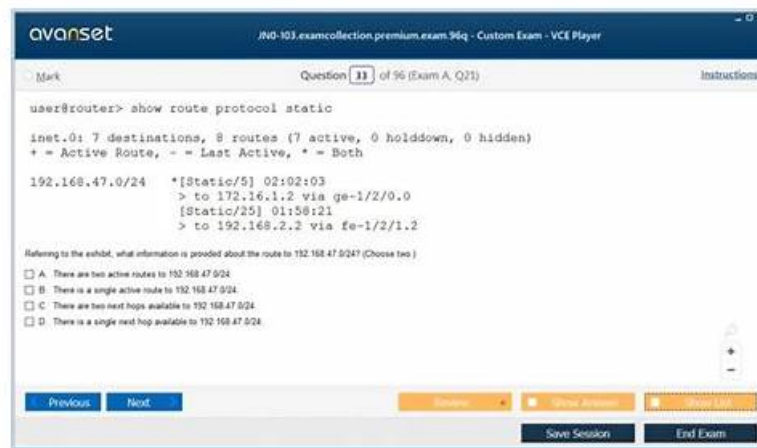 avanset
JN0-103.examcollection.premium.exam.96q - Custom Exam - VCE Player
Mark
Question 33 of 96 (Exam A, Q21)
Instructions
user@router> show route protocol static
inet.0: 7 destinations, 8 routes (7 active, 0 holddown, 0 hidden)
+ = Active Route, - = Last Active, * = Both
192.168.47.0/24 *[Static/5] 02:02:03
> to 172.16.1.2 via ge-1/2/0.0
[Static/25] 01:58:21
> to 192.168.2.2 via fe-1/2/1.2
Referring to the exhibit, what information is provided about the route to 192.168.47.0/24? (Choose two.)
A. There are two active routes to 192.168.47.0/24.
B. There is a single active route to 192.168.47.0/24.
C. There are two next hops available to 192.168.47.0/24.
D. There is a single next hop available to 192.168.47.0/24.
Previous
Next
Review
Show Answer
Show List
Save Session
End Exam